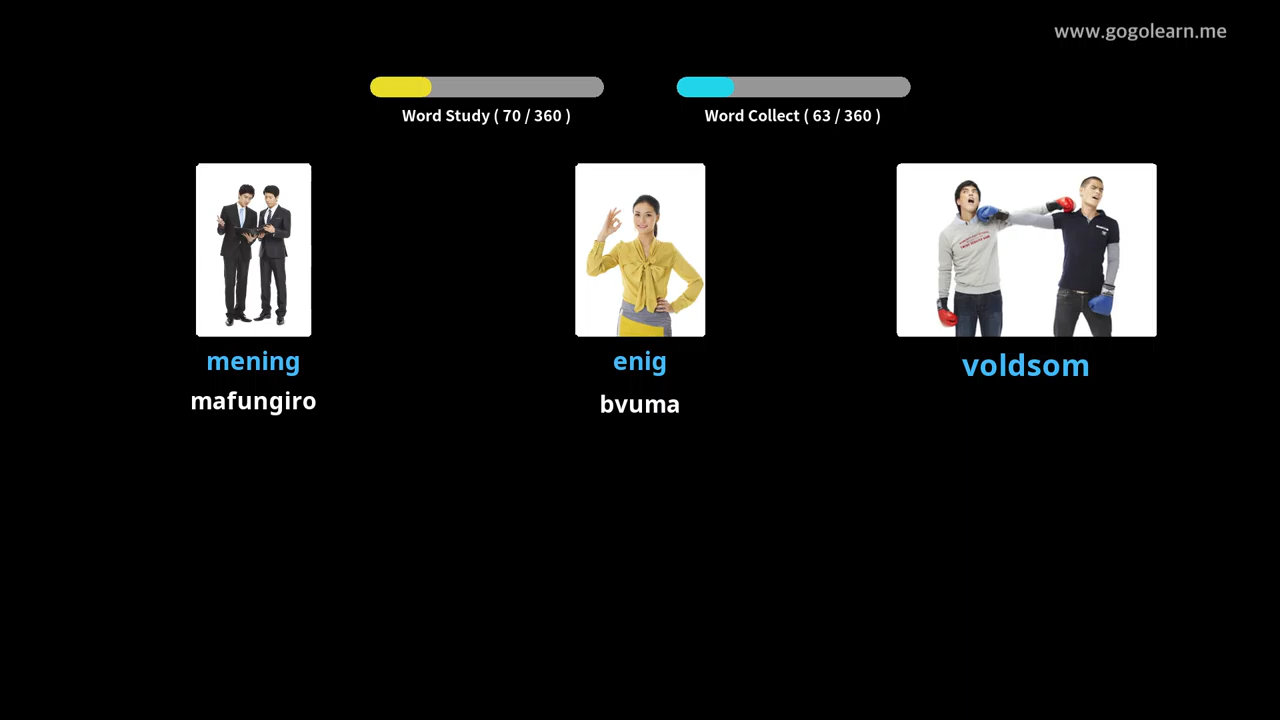 www.gogolearn.me
Word Study ( 70 / 360 )
Word Collect ( 63 / 360 )
mening
mafungiro
enig
bvuma
voldsom